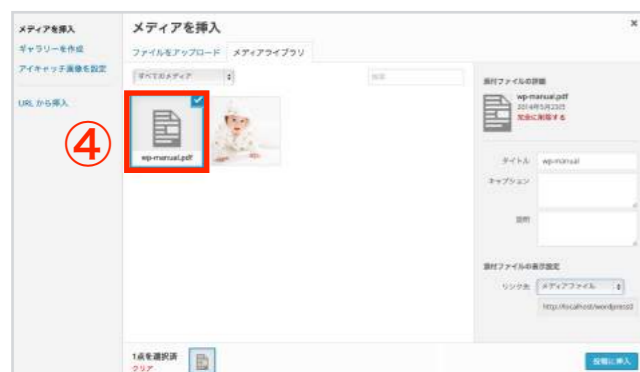 メディアを挿入
ギャラリーを作成
アイキャッチ画像を設定
URL から挿入
④
メディアを挿入
×
ファイルをアップロード
メディアライブラリ
すべてのメディア
検索
wp-manual.pdf
添付ファイルの詳細
wp-manual.pdf
2014年5月23日
完全に削除する
タイトル
wp-manual
キャプション
説明
添付ファイルの表示設定
リンク先
メディアファイル
http://localhost/wordpress3
1点を選択済
クリア
投稿に挿入